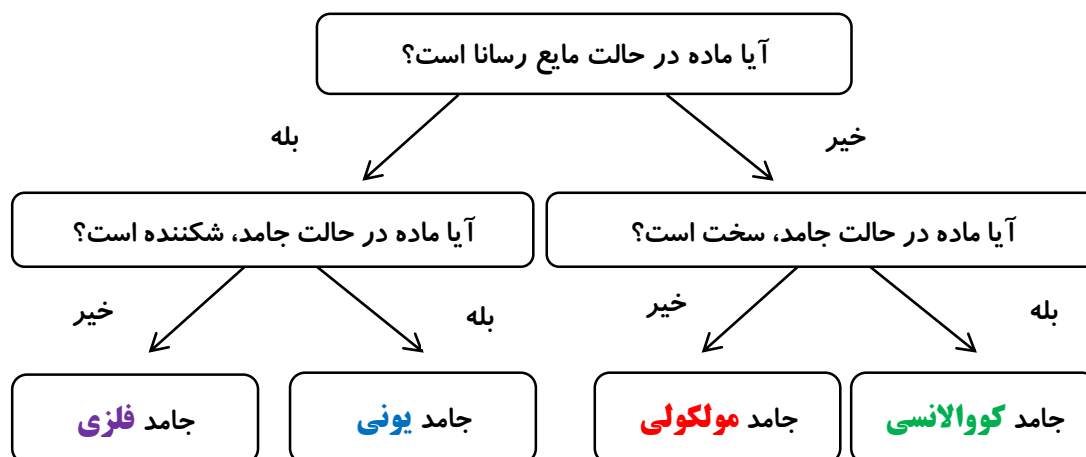 آیا ماده در حالت مایع رسانا است؟
خیر
بله
آیا ماده در حالت جامد، سخت است؟
آیا ماده در حالت جامد، شکننده است؟
بله
خیر
بله
خیر
جامد کووالانسی
جامد مولکولی
جامد یونی
جامد فلزی